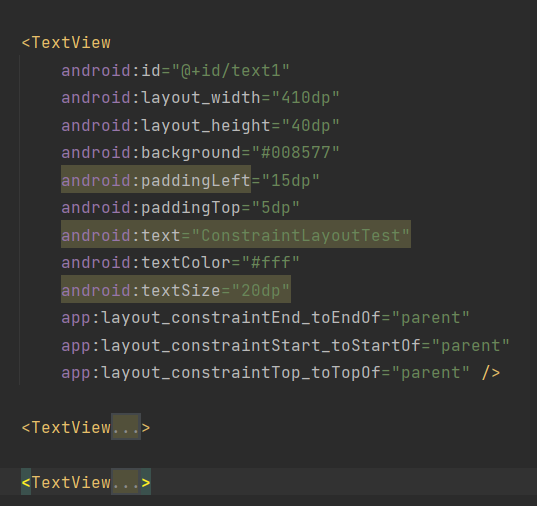 <TextView
android:id="@+id/text1"
android:layout_width="410dp"
android:layout_height="40dp"
android:background="#008577"
android:paddingLeft="15dp"
android:paddingTop="5dp"
android:text="ConstraintLayoutTest"
android:textColor="#fff"
android:textSize="20dp"
app:layout_constraintEnd_toEndOf="parent"
app:layout_constraintStart_toStartOf="parent"
app:layout_constraintTop_toTopOf="parent" />
<TextView...>
<TextView...>